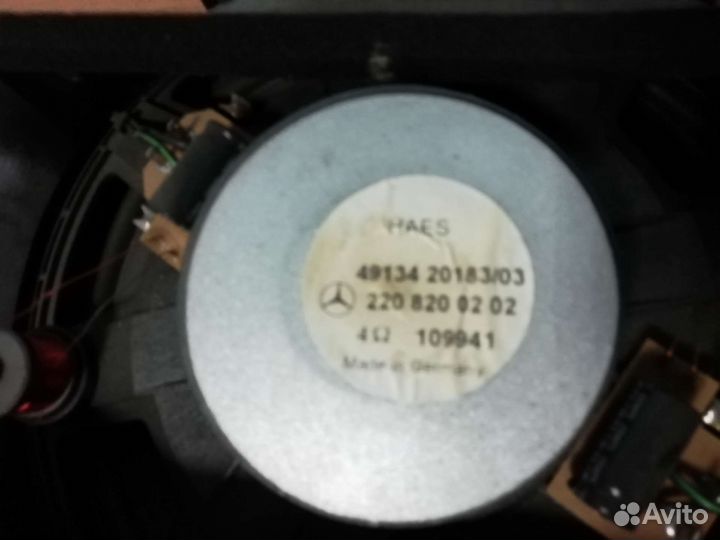 HAES
49134 20183/03
220 820 02 02
4Ω 109941
Made in Germany
Avito